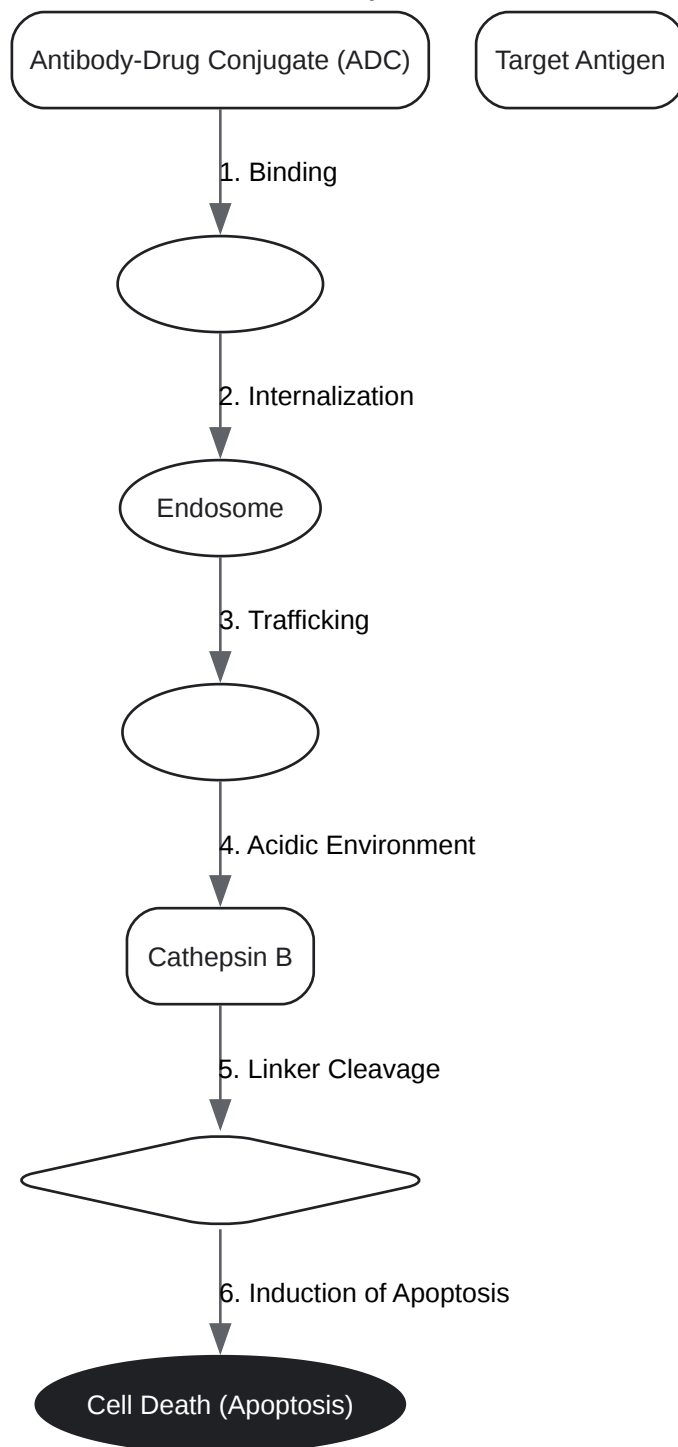 Antibody-Drug Conjugate (ADC)
Target Antigen
1. Binding
2. Internalization
Endosome
3. Trafficking
4. Acidic Environment
Cathepsin B
5. Linker Cleavage
6. Induction of Apoptosis
Cell Death (Apoptosis)